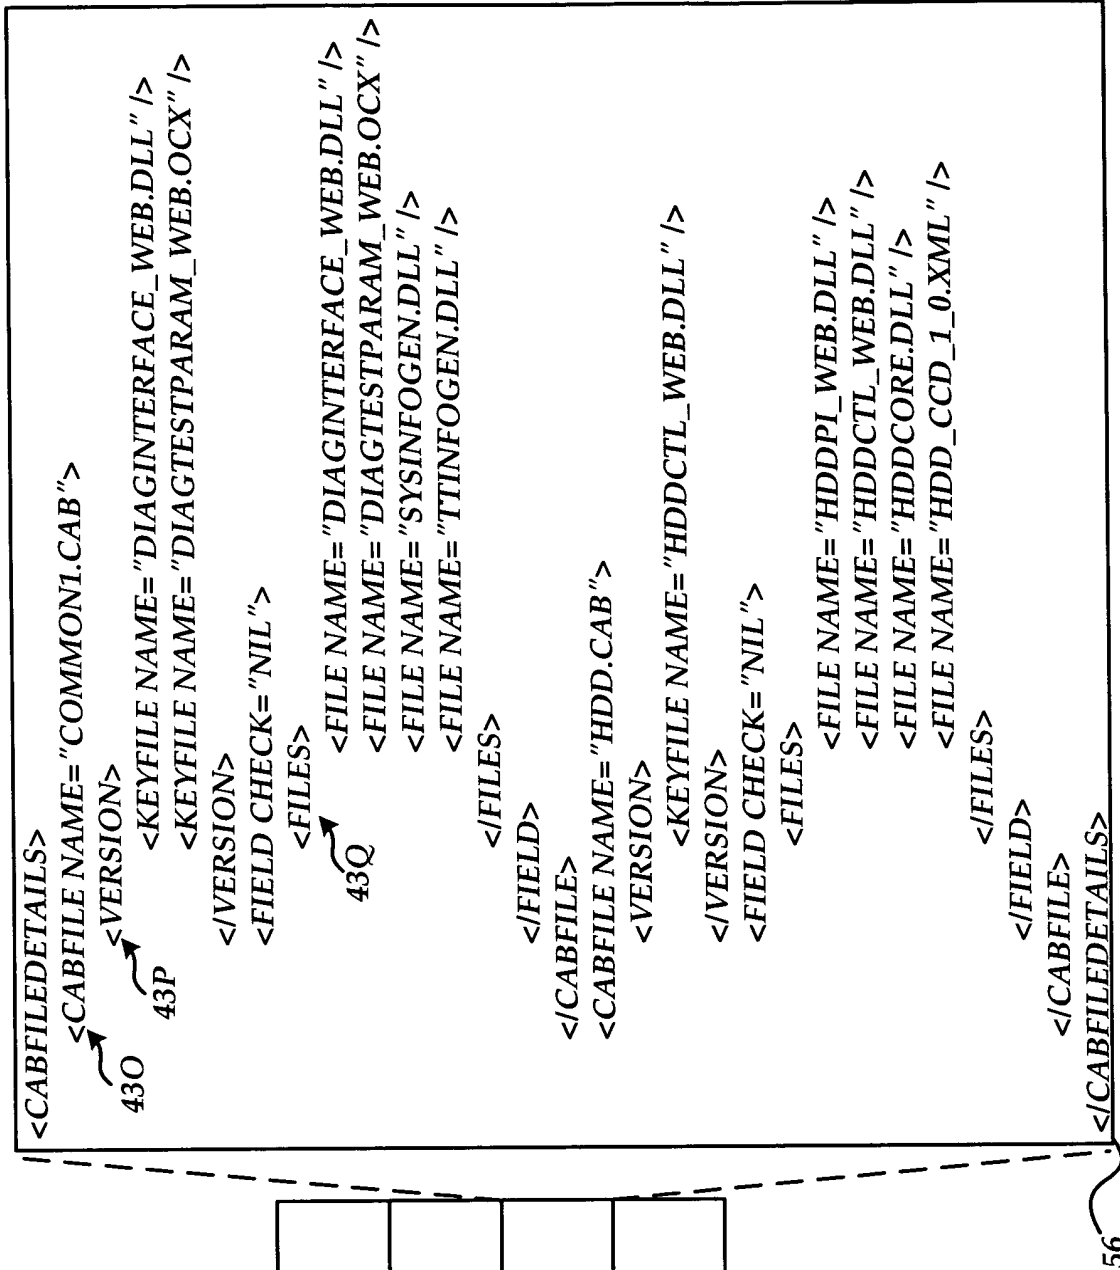 <CABFILEDETAILS>
<CABFILE NAME="COMMON1.CAB">
43O
<VERSION>
43P
<KEYFILE NAME="DIAGINTERFACE_WEB.DLL" />
<KEYFILE NAME="DIAGTESTPARAM_WEB.OCX" />
</VERSION>
<FIELD CHECK="NIL">
<FILES>
43Q
<FILE NAME="DIAGINTERFACE_WEB.DLL" />
<FILE NAME="DIAGTESTPARAM_WEB.OCX" />
<FILE NAME="SYSINFOGEN.DLL" />
<FILE NAME="TTINFOGEN.DLL" />
</FILES>
</FIELD>
</CABFILE>
<CABFILE NAME="HDD.CAB">
<VERSION>
<KEYFILE NAME="HDDCTL_WEB.DLL" />
</VERSION>
<FIELD CHECK="NIL">
<FILES>
<FILE NAME="HDDPI_WEB.DLL" />
<FILE NAME="HDDCTL_WEB.DLL" />
<FILE NAME="HDDCORE.DLL" />
<FILE NAME="HDD_CCD_1_0.XML" />
</FILES>
</FIELD>
</CABFILE>
</CABFILEDETAILS>
56